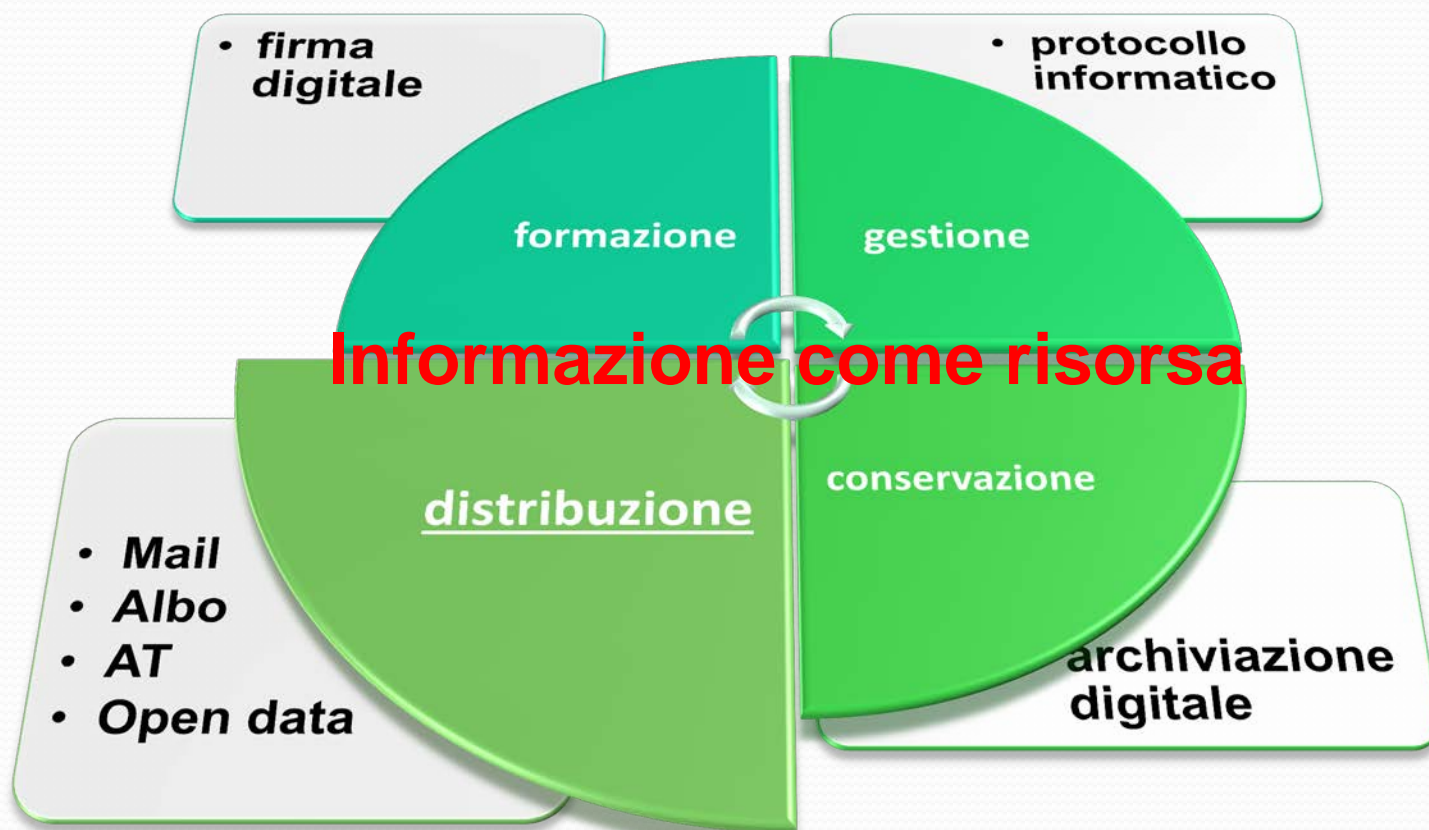 • firma
digitale
• protocollo
informatico
formazione
gestione
Informazione come risorsa
distribuzione
conservazione
• Mail
• Albo
• AT
• Open data
archiviazione
digitale